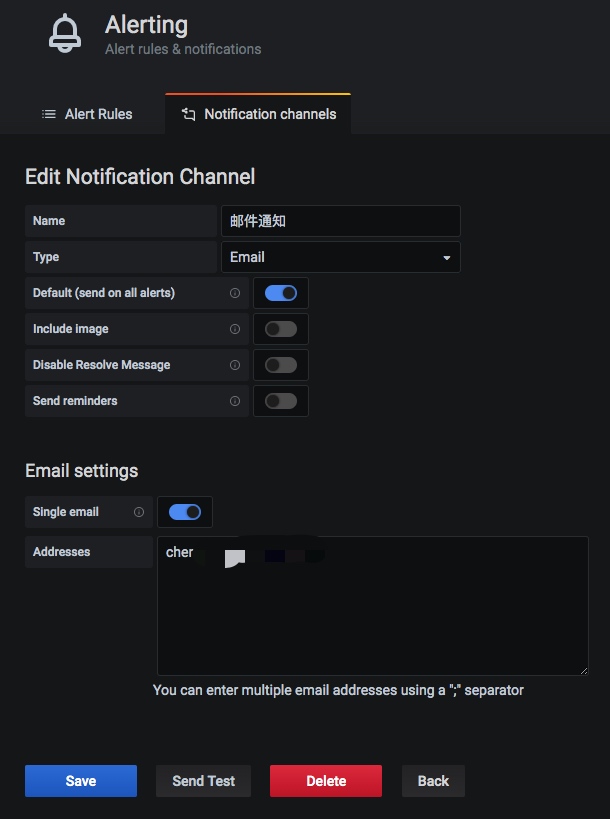 Alerting
Alert rules & notifications
Alert Rules
Notification channels
Edit Notification Channel
Name
邮件通知
Type
Email
Default (send on all alerts)
Include image
Disable Resolve Message
Send reminders
Email settings
Single email
Addresses
cher
You can enter multiple email addresses using a ";" separator
Save
Send Test
Delete
Back